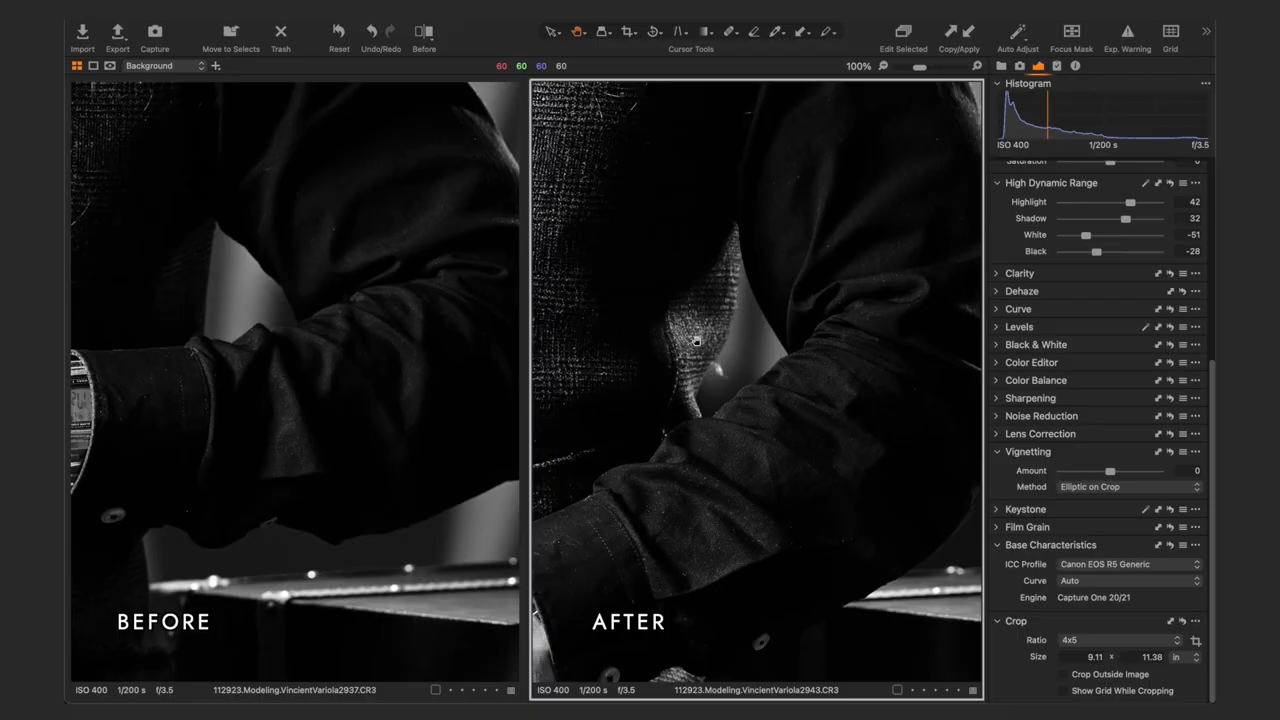 Import Export Capture Move to Selects Trash Reset Undo/Redo Before Cursor Tools Edit Selected Copy/Apply Auto Adjust Focus Mask Exp. Warning Grid
Background 60 60 60 60 100%
Histogram
ISO 400 1/200 s f/3.5
Saturation 0
High Dynamic Range
Highlight 42
Shadow 32
White -51
Black -28
Clarity
Dehaze
Curve
Levels
Black & White
Color Editor
Color Balance
Sharpening
Noise Reduction
Lens Correction
Vignetting
Amount 0
Method Elliptic on Crop
Keystone
Film Grain
Base Characteristics
ICC Profile Canon EOS R5 Generic
Curve Auto
Engine Capture One 20/21
Crop
Ratio 4x5
Size 9.11 x 11.38 in
Crop Outside Image
Show Grid While Cropping
BEFORE AFTER
ISO 400 1/200 s f/3.5 112923.Modeling.VincientVariola2937.CR3
ISO 400 1/200 s f/3.5 112923.Modeling.VincientVariola2943.CR3